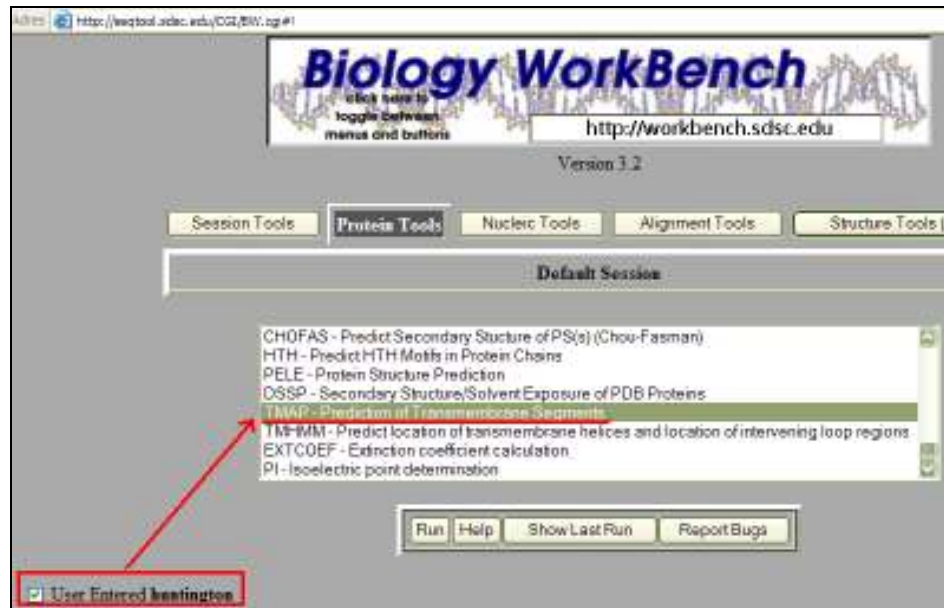 Adres http://seqtool.sdsc.edu/CGI/BW.cgi#!
Biology WorkBench
click here to
toggle between
menus and buttons
http://workbench.sdsc.edu
Version 3.2
Session Tools Protein Tools Nucleic Tools Alignment Tools Structure Tools (
Default Session
CHOFAS - Predict Secondary Stucture of PS(s) (Chou-Fasman)
HTH - Predict HTH Motifs in Protein Chains
PELE - Protein Structure Prediction
DSSP - Secondary Structure/Solvent Exposure of PDB Proteins
TMAP - Prediction of Transmembrane Segments
TMHMM - Predict location of transmembrane helices and location of intervening loop regions
EXTCOEF - Extinction coefficient calculation
PI - Isoelectric point determination
Run Help Show Last Run Report Bugs
User Entered huntington